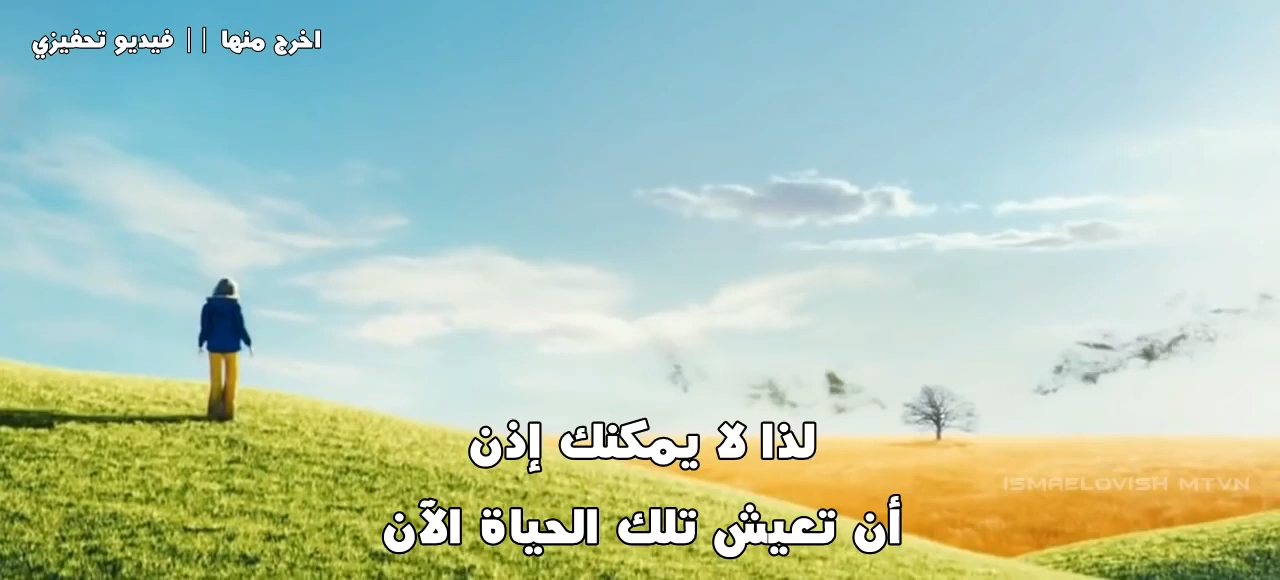 اخرج منها || فيديو تحفيزي
لذا لا يمكنك إذن
ISMAELOVISH MTVN
أن تعيش تلك الحياة الآن